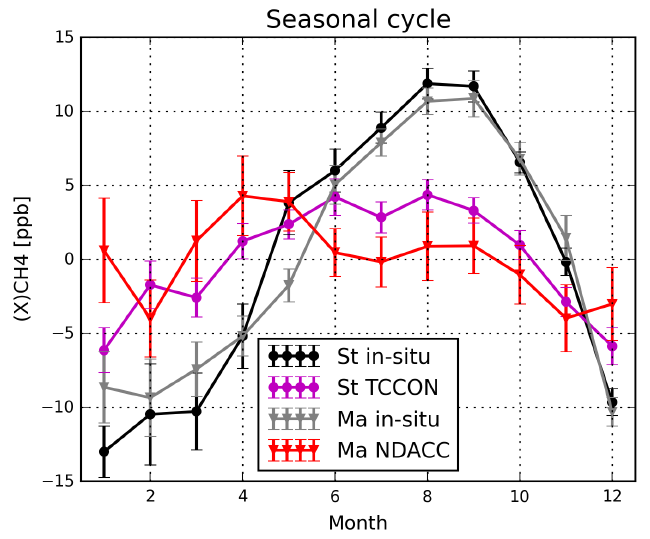 Seasonal cycle
(X)CH4 [ppb]
15
10
5
0
−5
−10
−15
St in-situ
St TCCON
Ma in-situ
Ma NDACC
2 4 6 8 10 12
Month